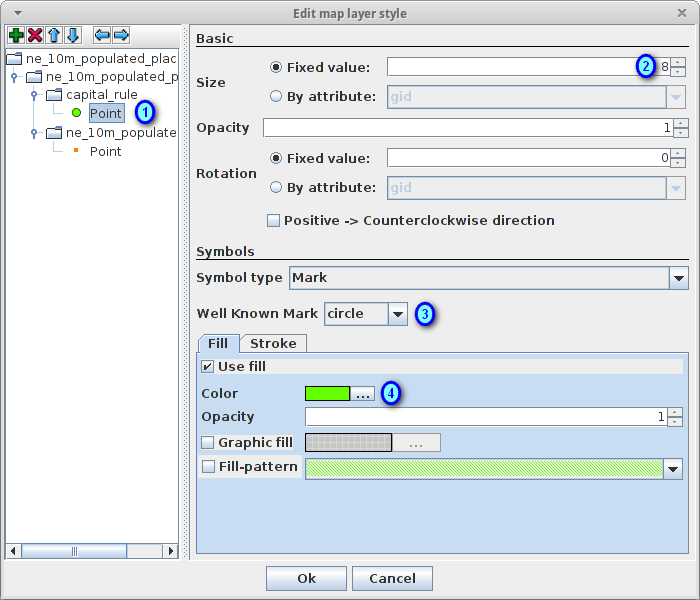 Edit map layer style
ne_10m_populated_plac
ne_10m_populated_p
capital_rule
Point 1
ne_10m_populate
Point
Basic
Size
Fixed value: 2 8
By attribute: gid
Opacity 1
Rotation
Fixed value: 0
By attribute: gid
Positive -> Counterclockwise direction
Symbols
Symbol type Mark
Well Known Mark circle 3
Fill Stroke
Use fill
Color ... 4
Opacity 1
Graphic fill ...
Fill-pattern
Ok Cancel